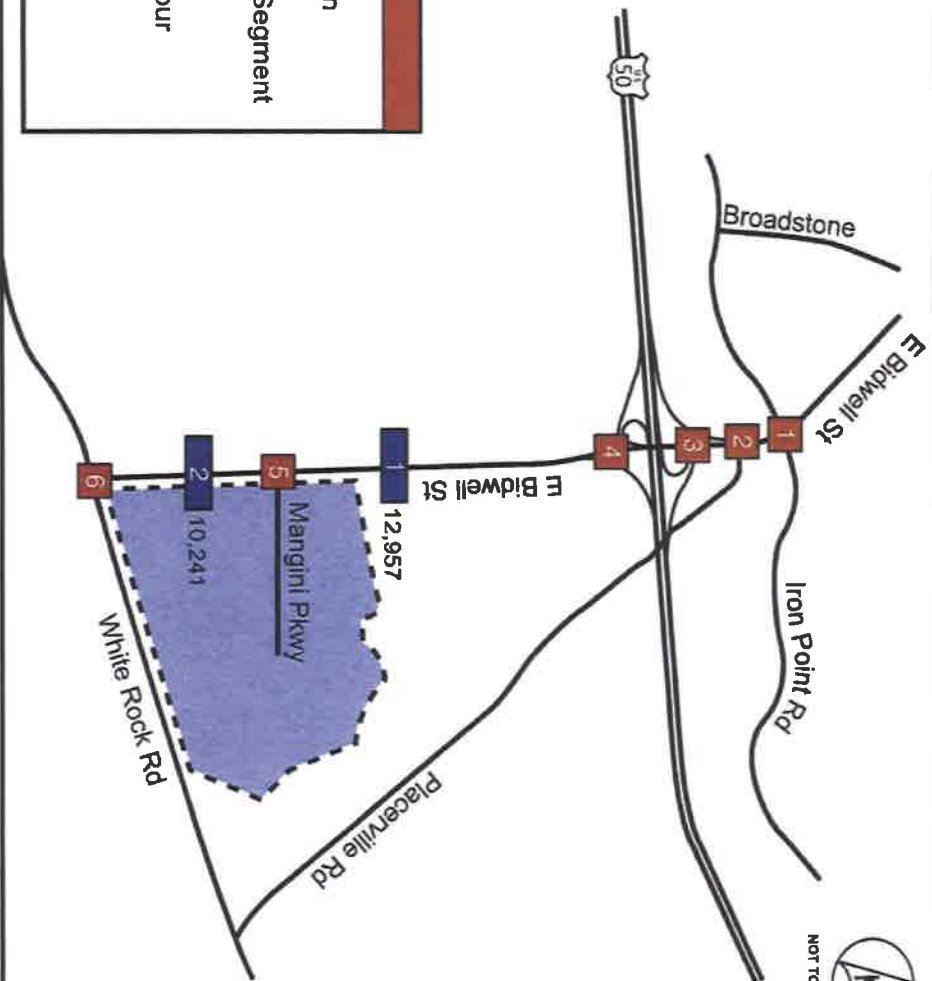 n
Segment
our
US
50
Broadstone
E Bidwell St
1
2
3
4
Iron Point Rd
E Bidwell St
1
12,957
5
Mangini Pkwy
2
10,241
6
White Rock Rd
Placerville Rd
NOT TO